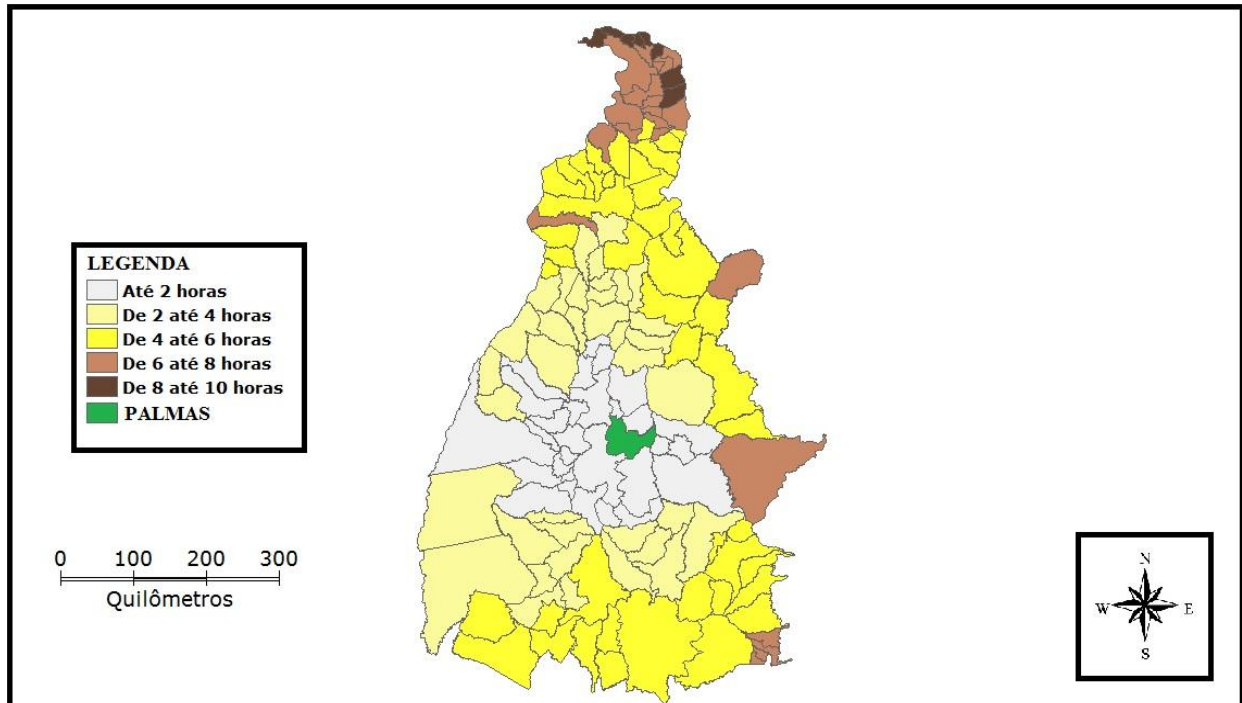 LEGENDA
Até 2 horas
De 2 até 4 horas
De 4 até 6 horas
De 6 até 8 horas
De 8 até 10 horas
PALMAS
0 100 200 300
Quilômetros
N
W E
S